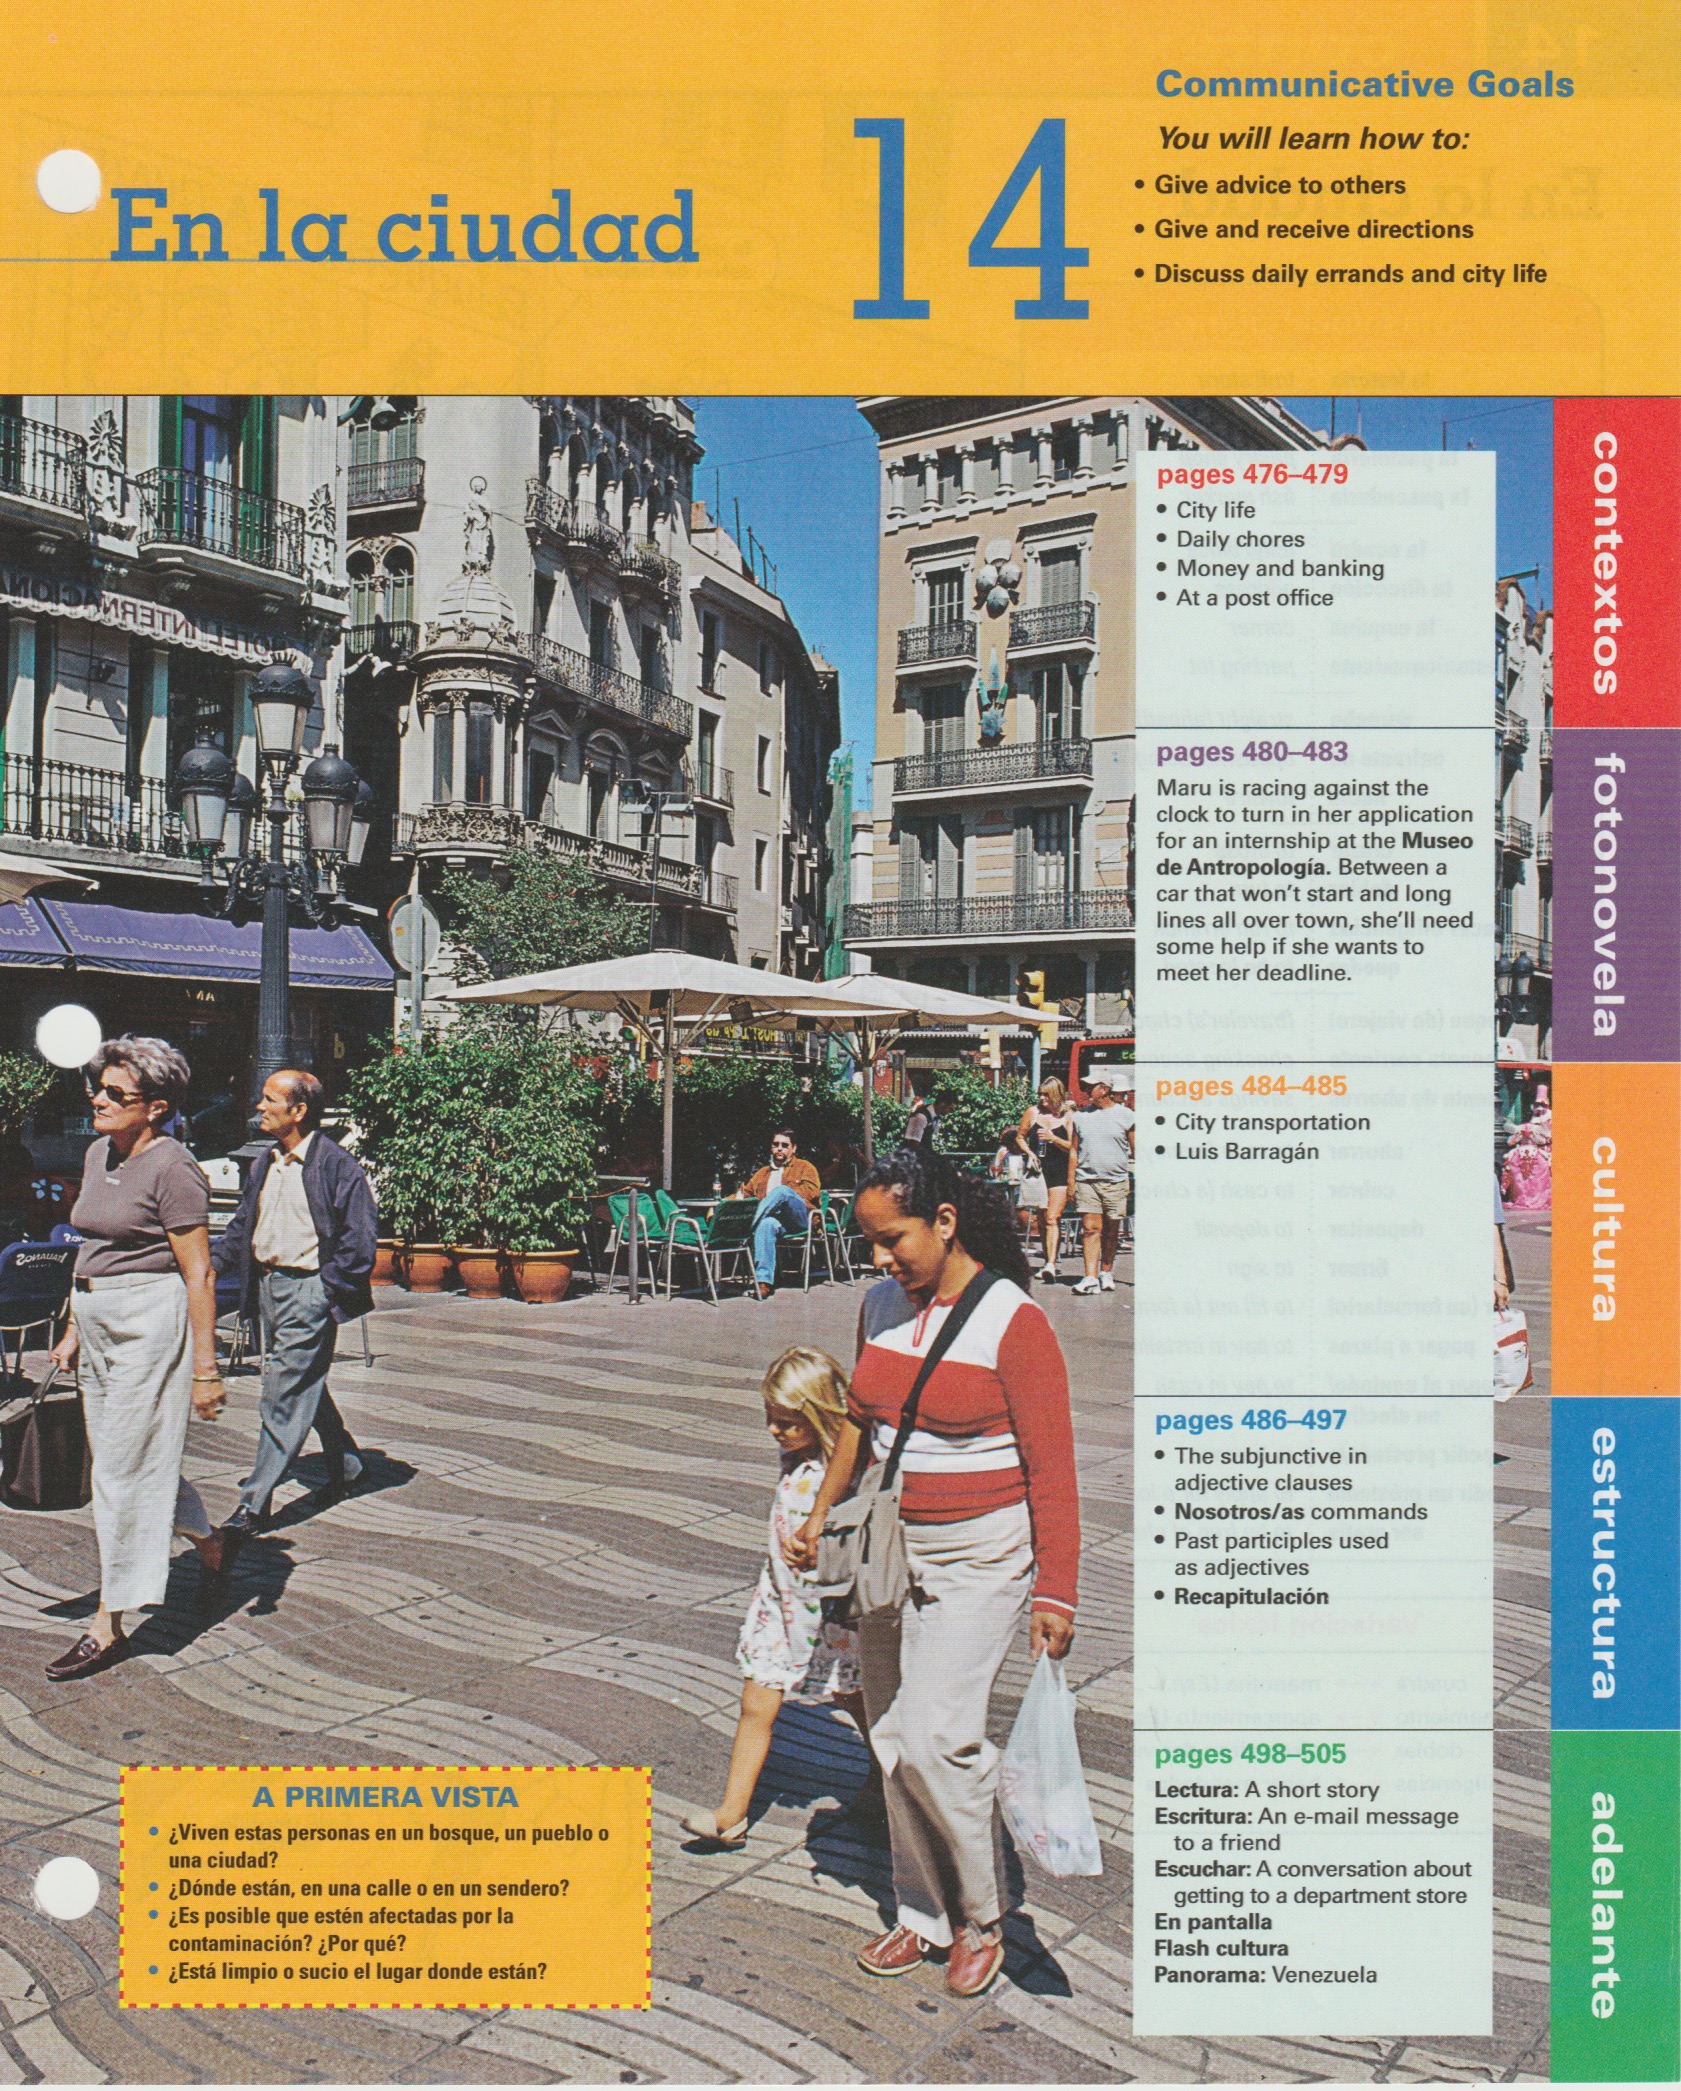 Communicative Goals
You will learn how to:
• Give advice to others
• Give and receive directions
• Discuss daily errands and city life
En la ciudad
14
pages 476–479
• City life
• Daily chores
• Money and banking
• At a post office
contextos
pages 480–483
Maru is racing against the
clock to turn in her application
for an internship at the Museo
de Antropología. Between a
car that won't start and long
lines all over town, she'll need
some help if she wants to
meet her deadline.
fotonovela
pages 484–485
• City transportation
• Luis Barragán
cultura
pages 486–497
• The subjunctive in
adjective clauses
• Nosotros/as commands
• Past participles used
as adjectives
• Recapitulación
estructura
pages 498–505
Lectura: A short story
Escritura: An e-mail message
to a friend
Escuchar: A conversation about
getting to a department store
En pantalla
Flash cultura
Panorama: Venezuela
adelante
A PRIMERA VISTA
• ¿Viven estas personas en un bosque, un pueblo o
una ciudad?
• ¿Dónde están, en una calle o en un sendero?
• ¿Es posible que estén afectadas por la
contaminación? ¿Por qué?
• ¿Está limpio o sucio el lugar donde están?